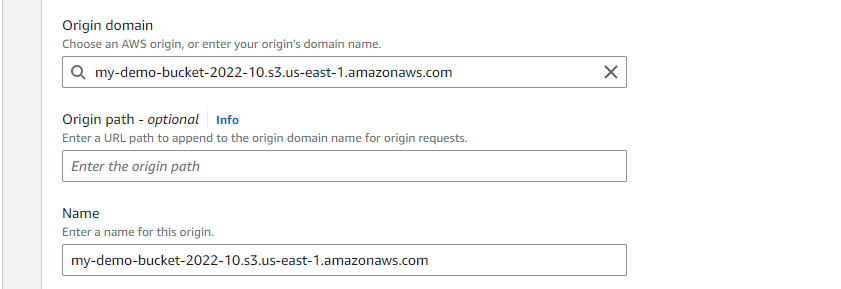 Origin domain
Choose an AWS origin, or enter your origin's domain name.
my-demo-bucket-2022-10.s3.us-east-1.amazonaws.com
Origin path - optional Info
Enter a URL path to append to the origin domain name for origin requests.
Enter the origin path
Name
Enter a name for this origin.
my-demo-bucket-2022-10.s3.us-east-1.amazonaws.com